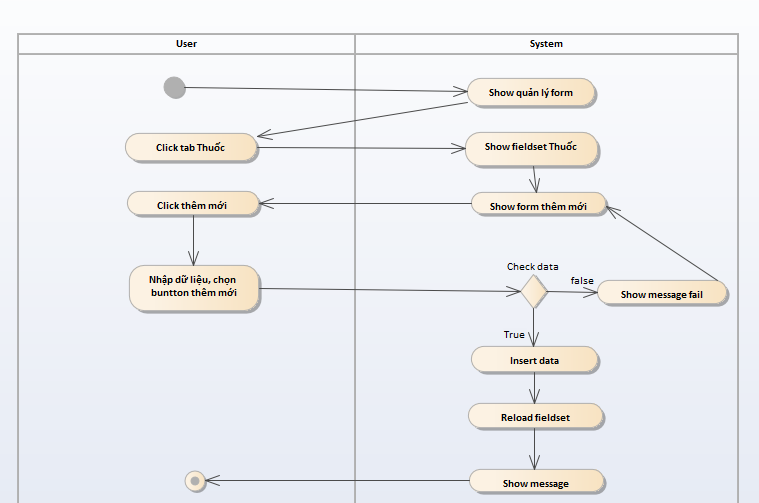 User
System
Show quản lý form
Click tab Thuốc
Show fieldset Thuốc
Click thêm mới
Show form thêm mới
Nhập dữ liệu, chọn
buntton thêm mới
Check data
false
Show message fail
True
Insert data
Reload fieldset
Show message